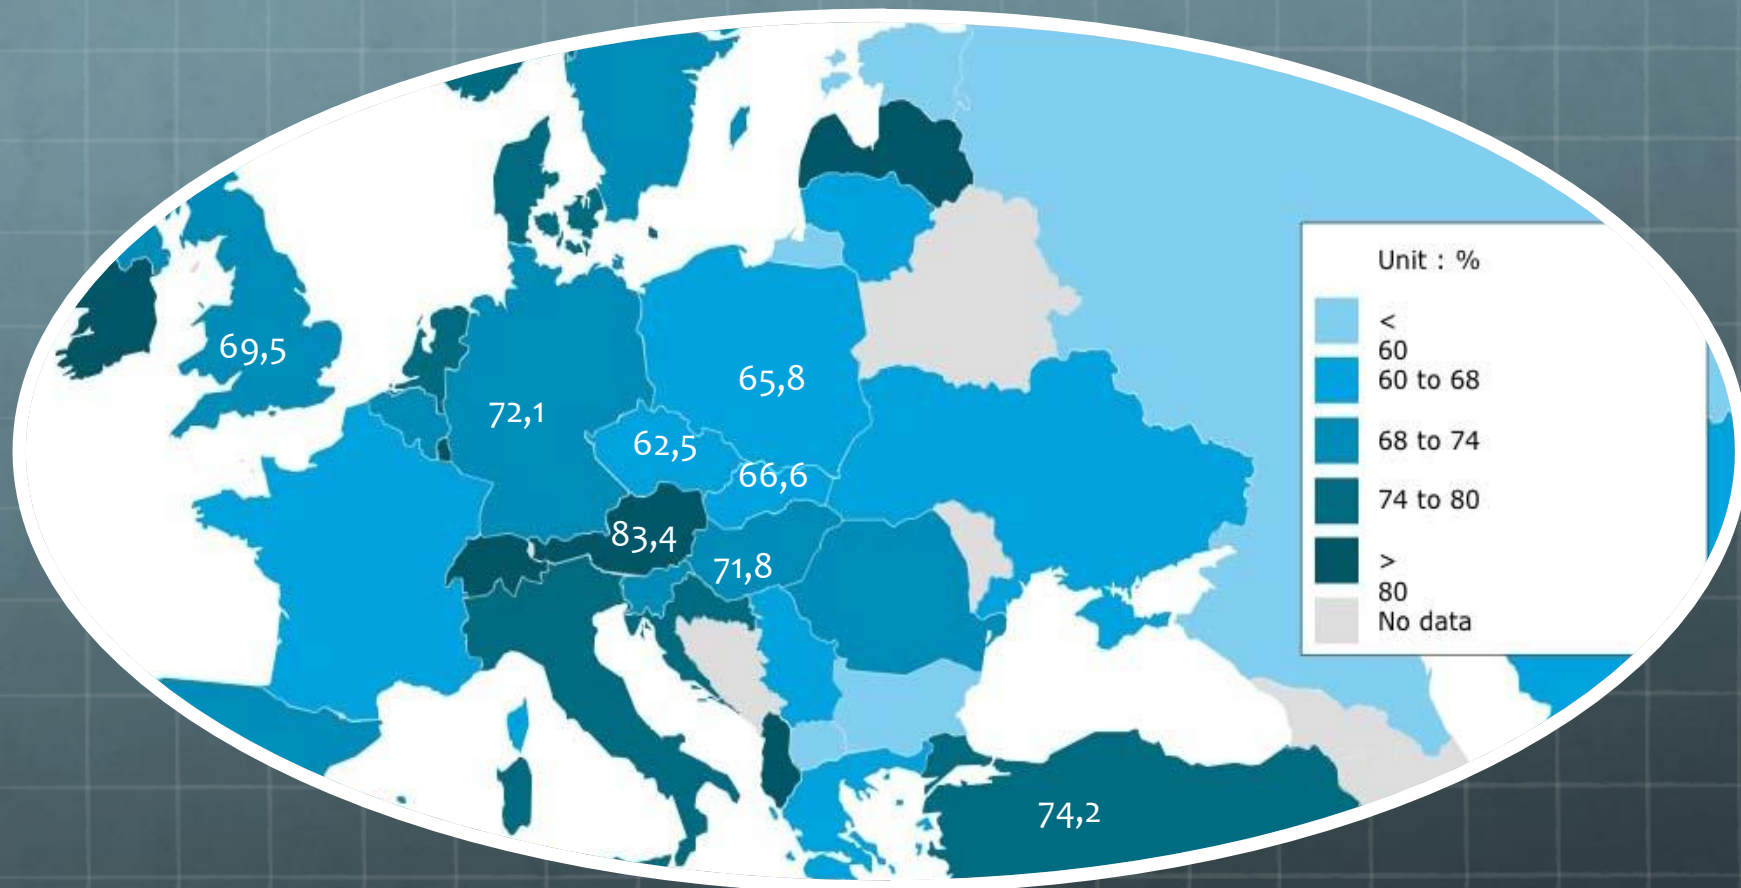 69,5
72,1
65,8
62,5
66,6
83,4
71,8
74,2
Unit : %
<
60
60 to 68
68 to 74
74 to 80
>
80
No data